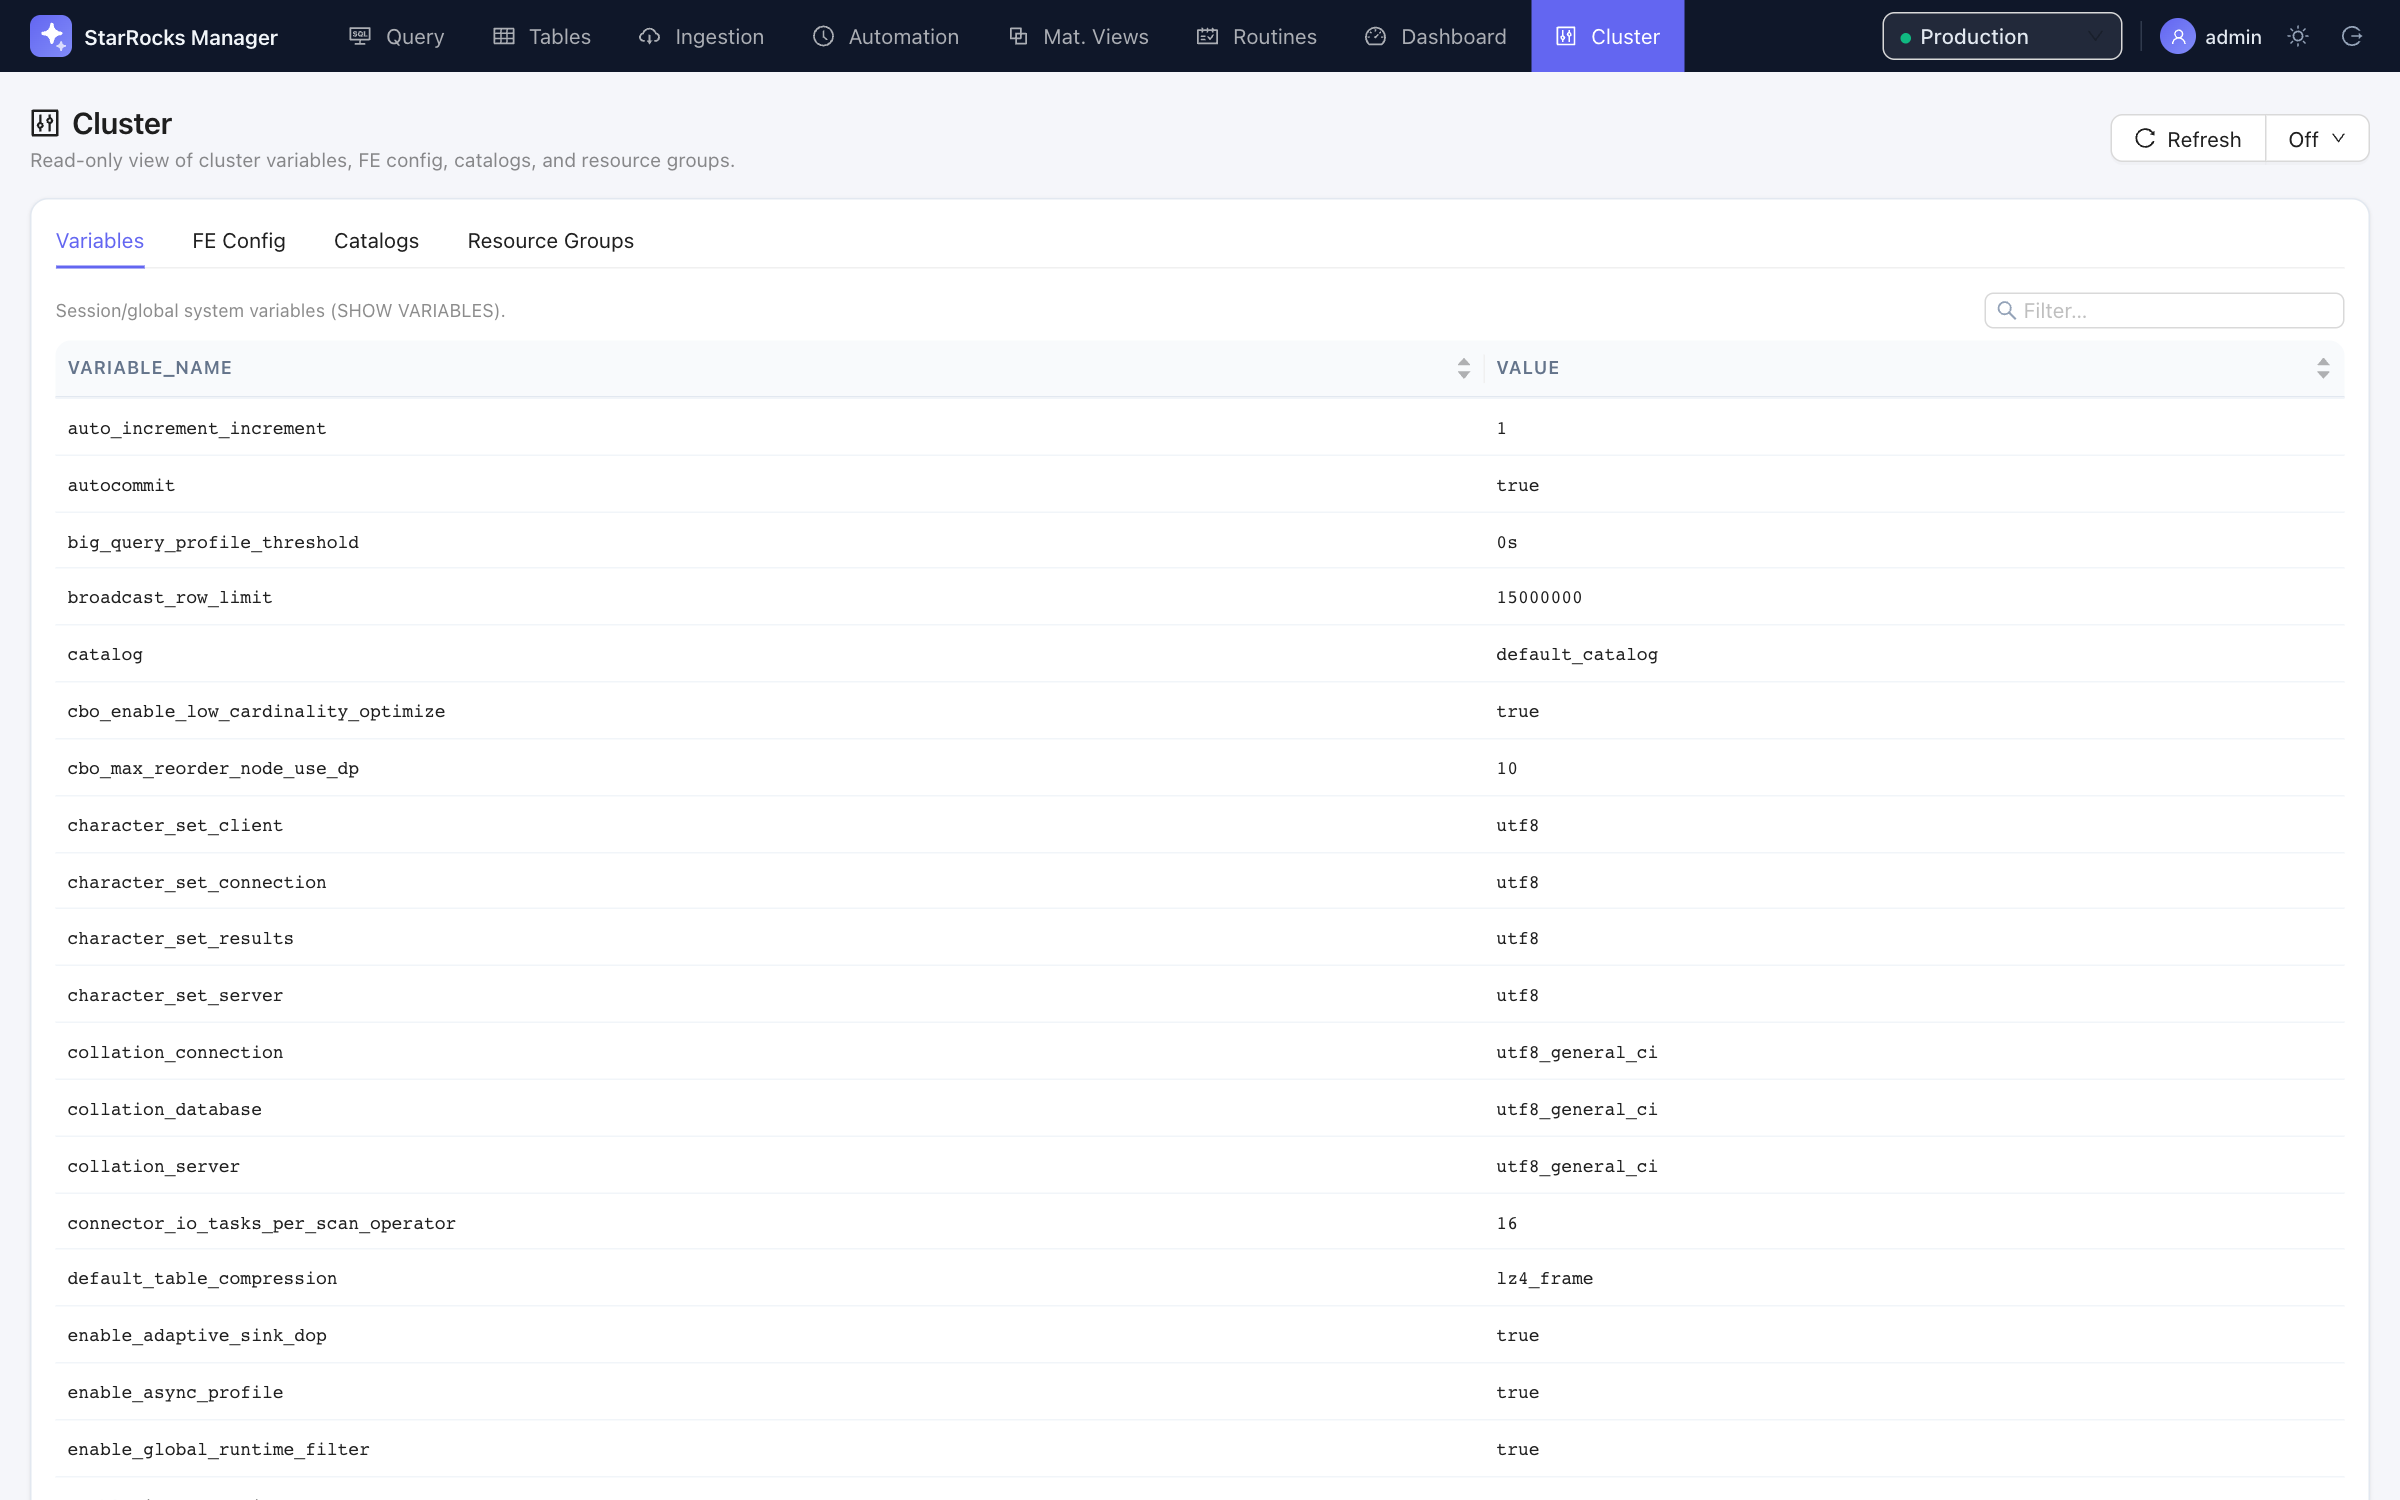 StarRocks Manager
Query
Tables
Ingestion
Automation
Mat. Views
Routines
Dashboard
Cluster
Production
admin
Cluster
Read-only view of cluster variables, FE config, catalogs, and resource groups.
Refresh
Off
Variables
FE Config
Catalogs
Resource Groups
Session/global system variables (SHOW VARIABLES).
Filter...
VARIABLE_NAME VALUE
auto_increment_increment 1
autocommit true
big_query_profile_threshold 0s
broadcast_row_limit 15000000
catalog default_catalog
cbo_enable_low_cardinality_optimize true
cbo_max_reorder_node_use_dp 10
character_set_client utf8
character_set_connection utf8
character_set_results utf8
character_set_server utf8
collation_connection utf8_general_ci
collation_database utf8_general_ci
collation_server utf8_general_ci
connector_io_tasks_per_scan_operator 16
default_table_compression lz4_frame
enable_adaptive_sink_dop true
enable_async_profile true
enable_global_runtime_filter true